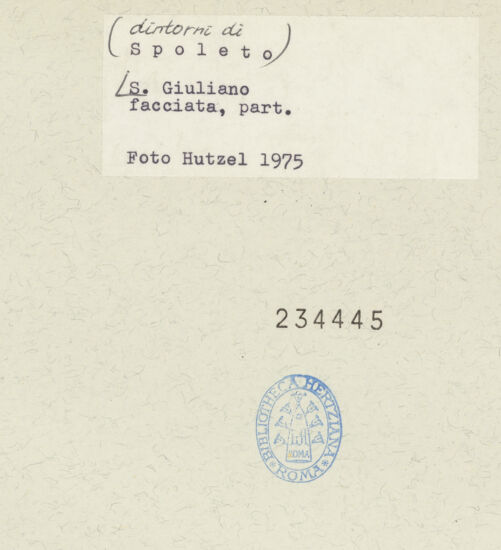 (dintorni di
Spoleto)
S. Giuliano
facciata, part.
Foto Hutzel 1975
234445
BIBLIOTHECA HERTZIANA
ROMA
*ROMA*